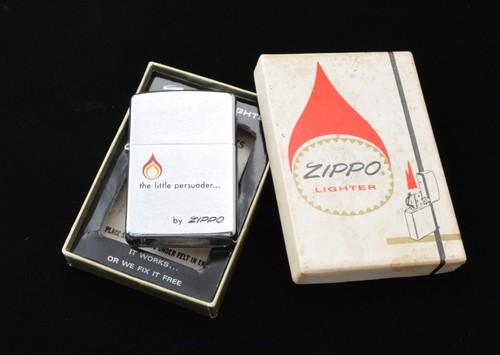 the little persuader...
by ZIPPO
IT WORKS...
OR WE FIX IT FREE
ZIPPO
LIGHTER